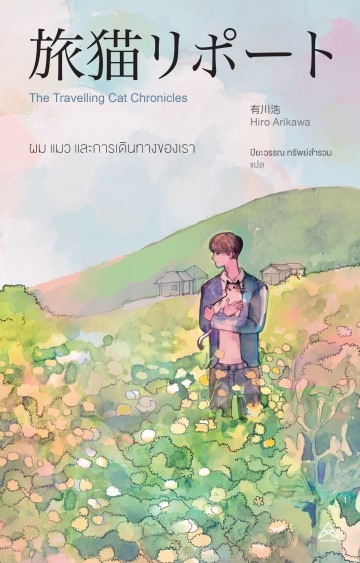 旅猫リポート
The Travelling Cat Chronicles
有川浩
Hiro Arikawa
ผม แมว และการเดินทางของเรา
ปิยะวรรณ ทรัพย์สำรวม
แปล